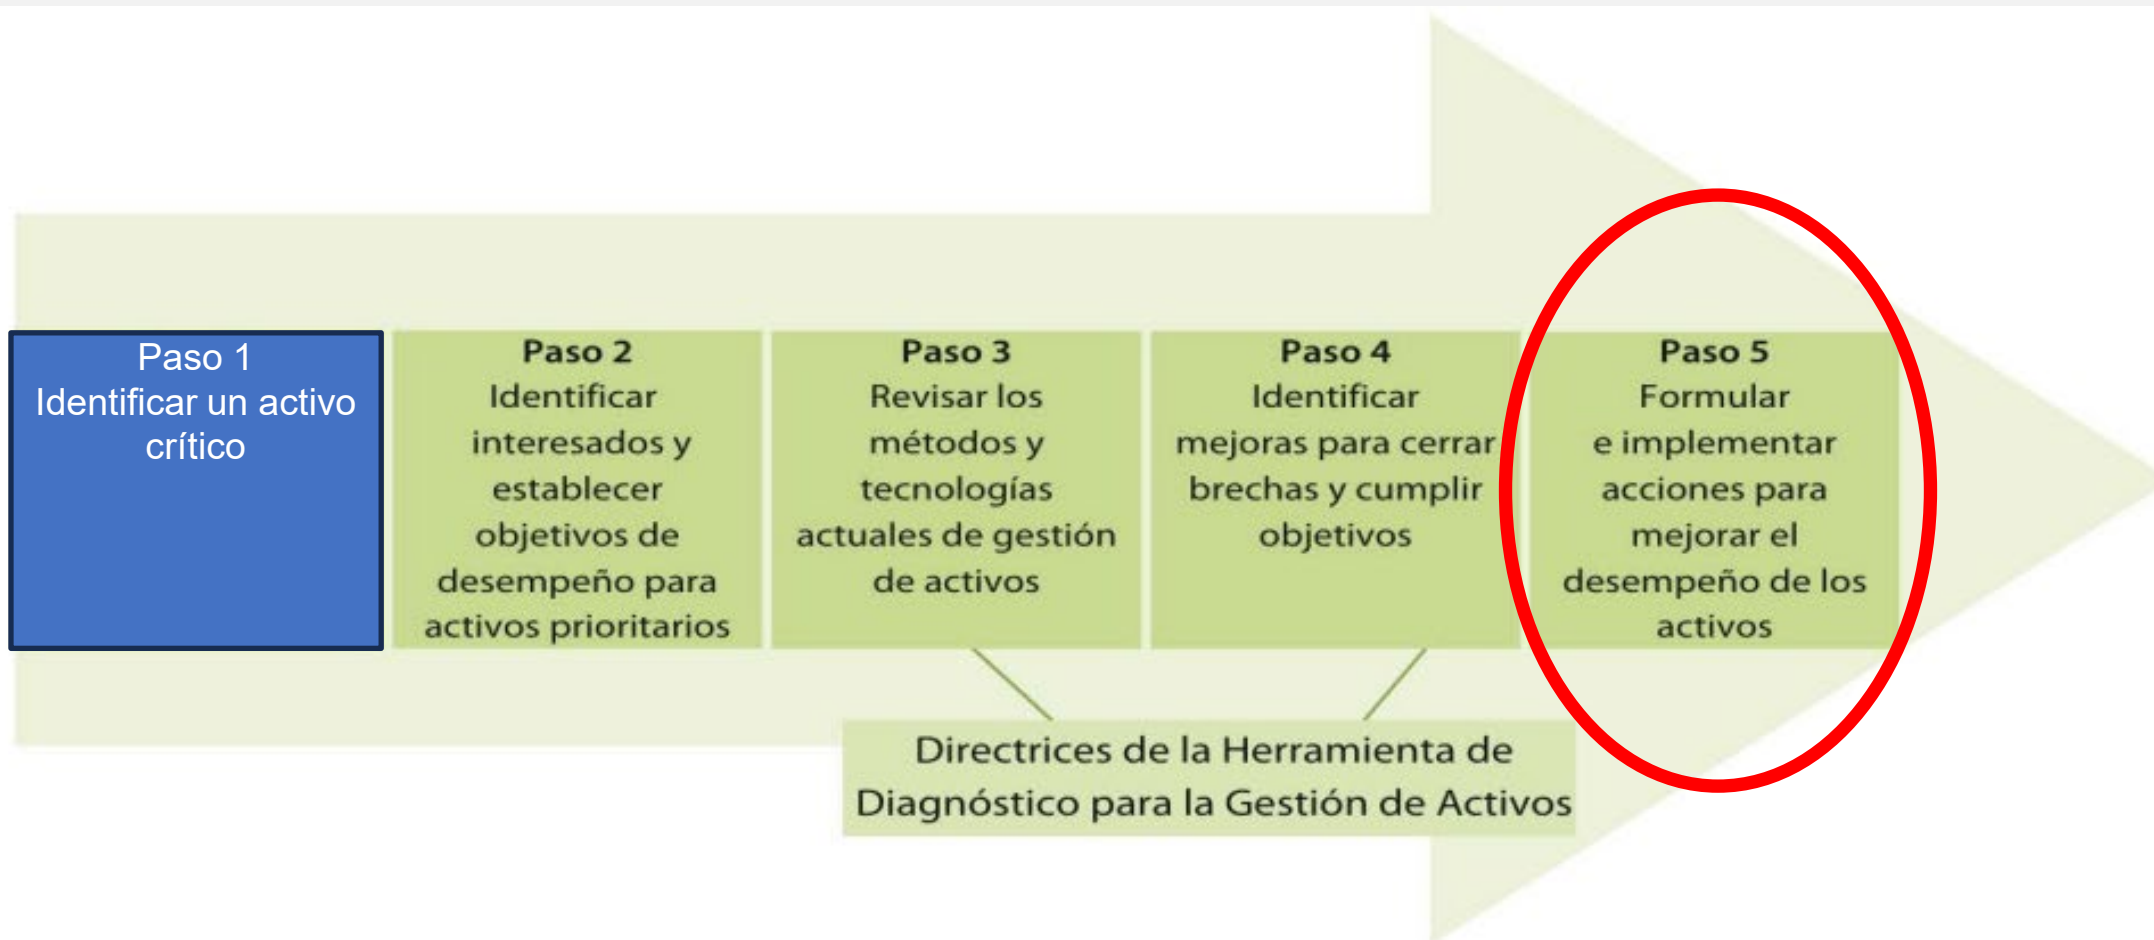 Paso 1
Identificar un activo
crítico
Paso 2
Identificar
interesados y
establecer
objetivos de
desempeño para
activos prioritarios
Paso 3
Revisar los
métodos y
tecnologías
actuales de gestión
de activos
Paso 4
Identificar
mejoras para cerrar
brechas y cumplir
objetivos
Paso 5
Formular
e implementar
acciones para
mejorar el
desempeño de los
activos
Directrices de la Herramienta de
Diagnóstico para la Gestión de Activos